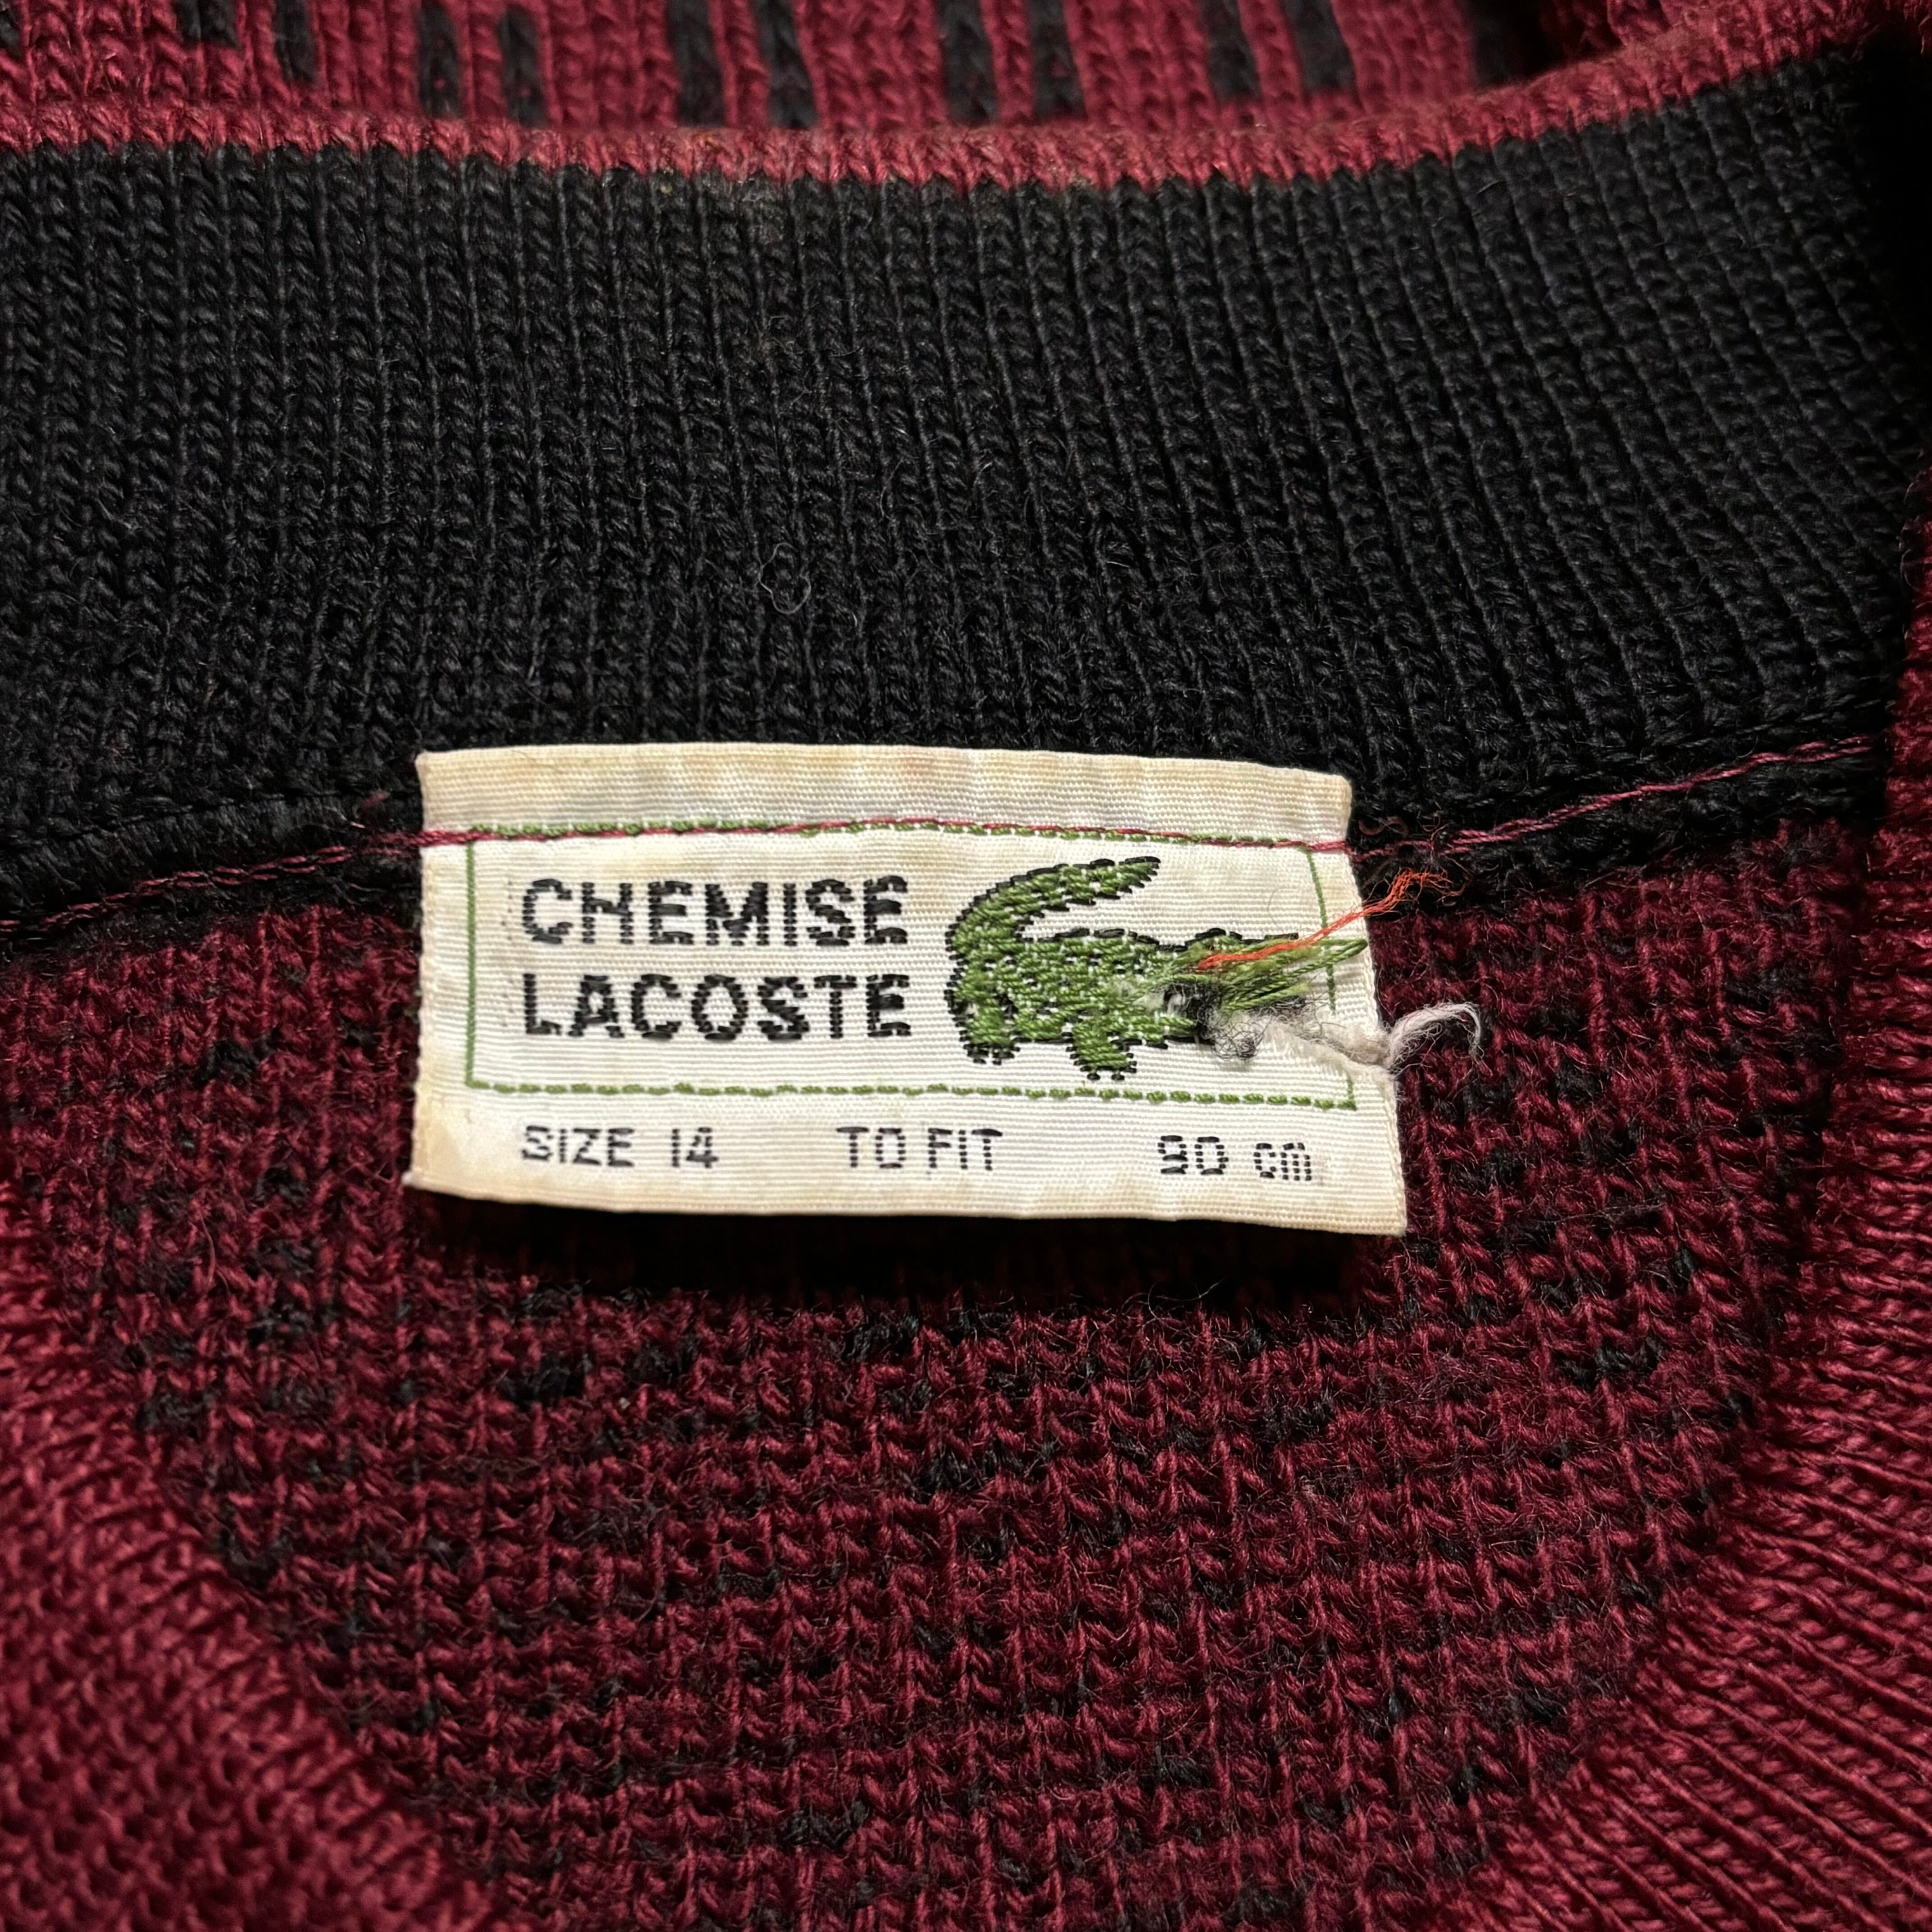 CHEMISE
LACOSTE
SIZE 14 TO FIT 90 cm